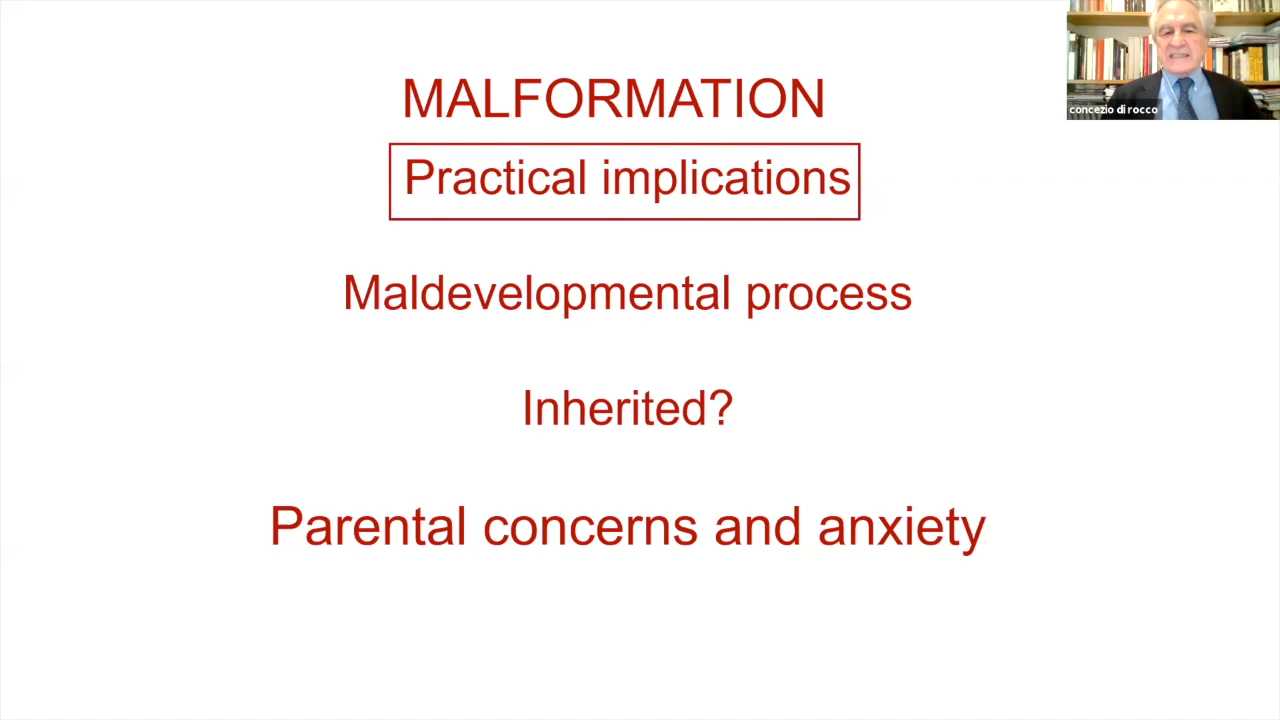 concezio di rocco
MALFORMATION
Practical implications
Maldevelopmental process
Inherited?
Parental concerns and anxiety